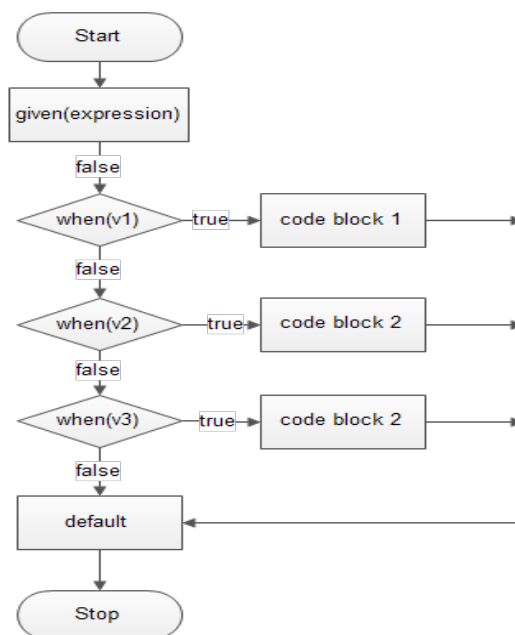 Start
given(expression)
false
when(v1)
true
code block 1
false
when(v2)
true
code block 2
false
when(v3)
true
code block 2
false
default
Stop